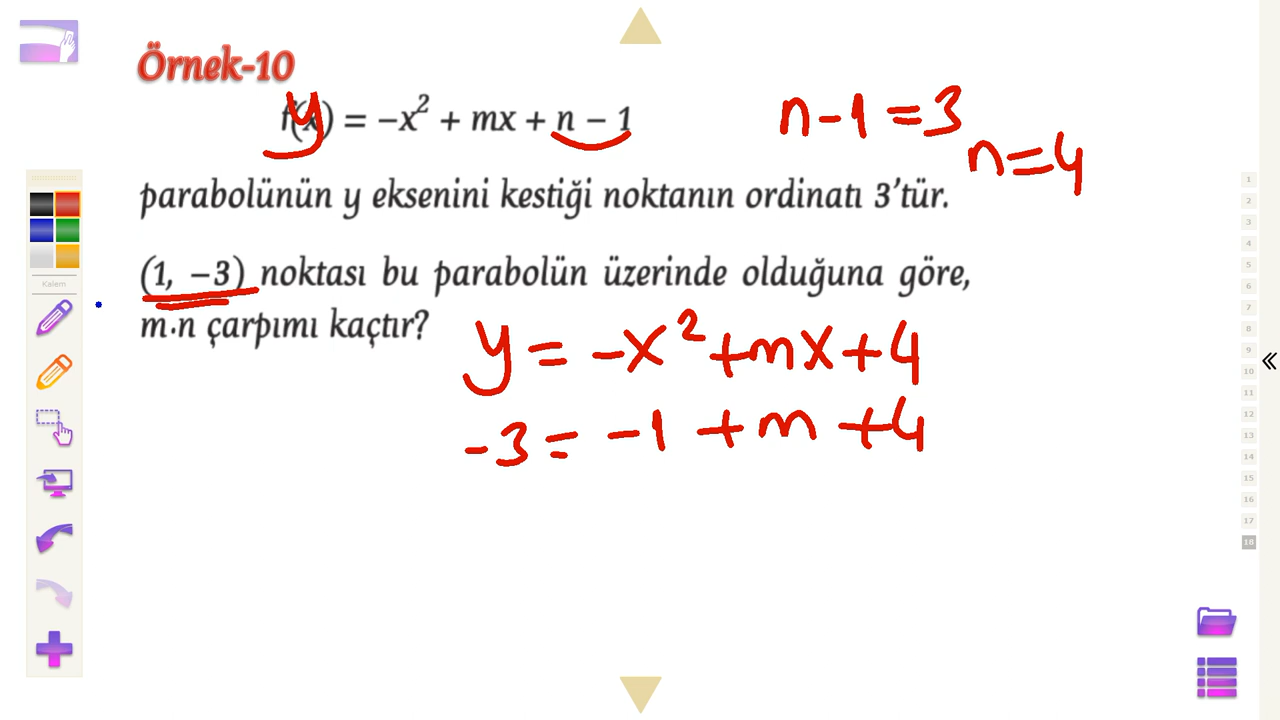 Örnek-10
f(x) = -x² + mx + n - 1
y
n-1=3
n=4
parabolünün y eksenini kestiği noktanın ordinatı 3'tür.
(1, -3) noktası bu parabolün üzerinde olduğuna göre,
m·n çarpımı kaçtır?
y = -x² + mx + 4
-3 = -1 + m + 4
Kalem
1
2
3
4
5
6
7
8
9
10
11
12
13
14
15
16
17
18